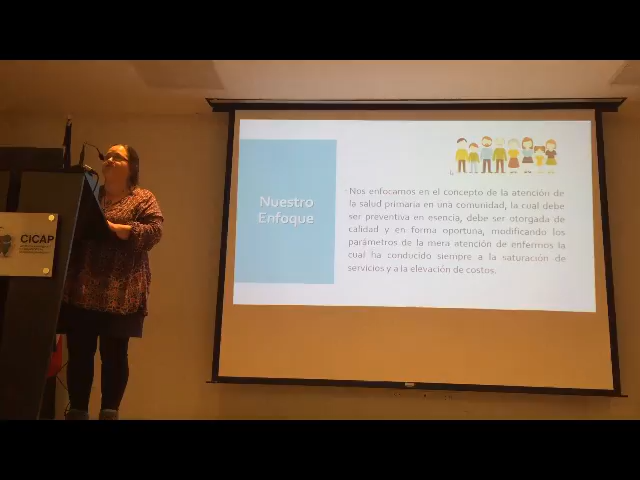 CiCAP
Nuestro
Enfoque
Nos enfocamos en el concepto de la atención de
la salud primaria en una comunidad, la cual debe
ser preventiva en esencia, debe ser otorgada de
calidad y en forma oportuna, modificando los
parámetros de la mera atención de enfermos la
cual ha conducido siempre a la saturación de
servicios y a la elevación de costos.